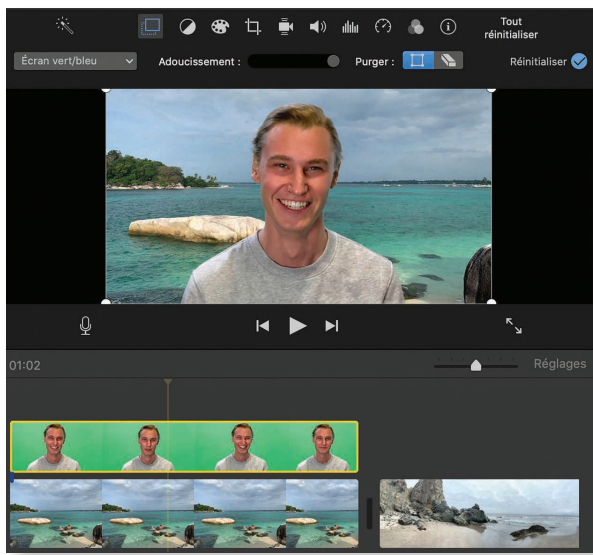 Tout
réinitialiser
Écran vert/bleu
Adoucissement :
Purger :
Réinitialiser
01:02
Réglages